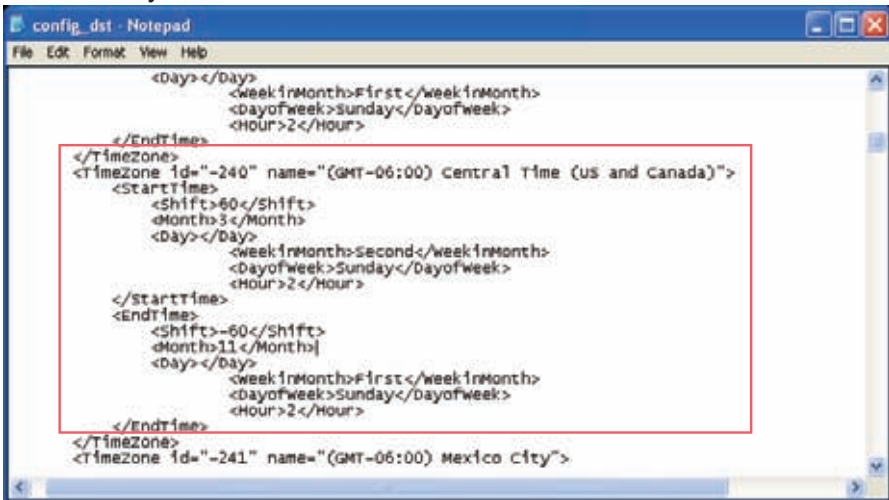 config_dst - Notepad
File Edit Format View Help
<Day></Day>
<WeekinMonth>First</WeekinMonth>
<DayofWeek>Sunday</DayofWeek>
<Hour>2</Hour>
</EndTime>
</TimeZone>
<TimeZone id="-240" name="(GMT-06:00) Central Time (US and Canada)">
<StartTime>
<Shift>60</Shift>
<Month>3</Month>
<Day></Day>
<WeekinMonth>Second</WeekinMonth>
<DayofWeek>Sunday</DayofWeek>
<Hour>2</Hour>
</StartTime>
<EndTime>
<Shift>-60</Shift>
<Month>11</Month>
<Day></Day>
<WeekinMonth>First</WeekinMonth>
<DayofWeek>Sunday</DayofWeek>
<Hour>2</Hour>
</EndTime>
</TimeZone>
<TimeZone id="-241" name="(GMT-06:00) Mexico City">